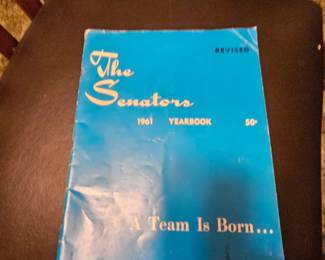 REVISED
The
Senators
1961 YEARBOOK 50¢
A Team Is Born...